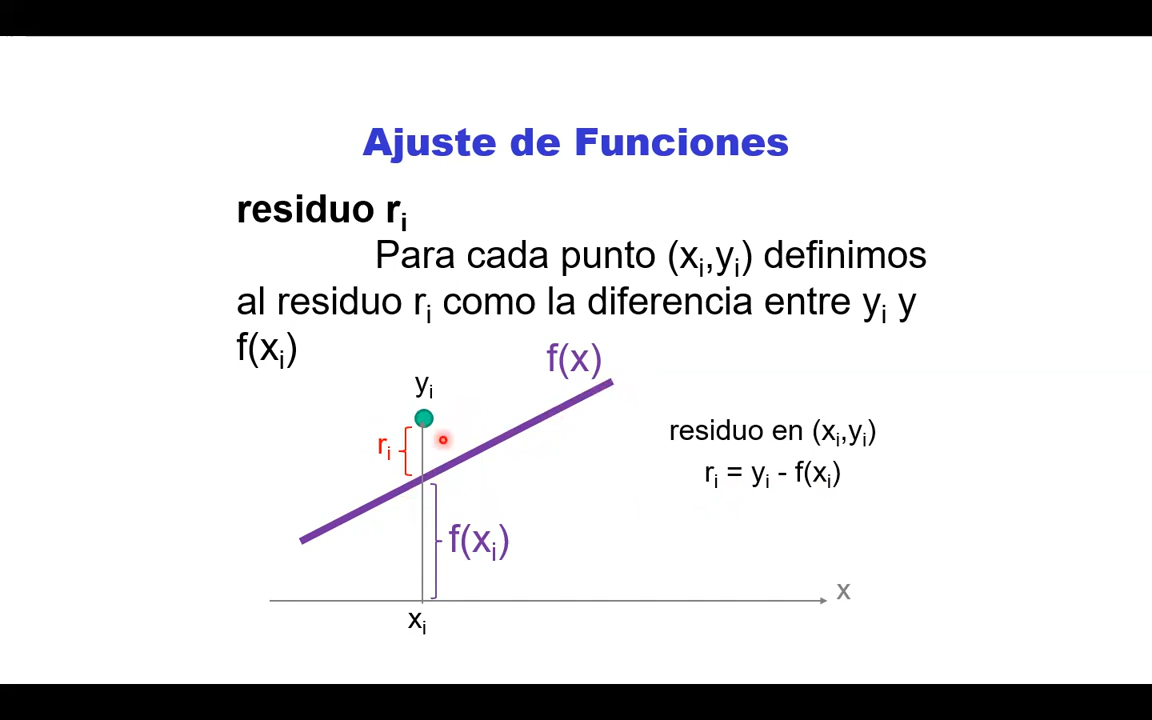 Ajuste de Funciones
residuo rᵢ
Para cada punto (xᵢ,yᵢ) definimos
al residuo rᵢ como la diferencia entre yᵢ y
f(xᵢ)
f(x)
yᵢ
rᵢ
residuo en (xᵢ,yᵢ)
rᵢ = yᵢ - f(xᵢ)
f(xᵢ)
x
xᵢ